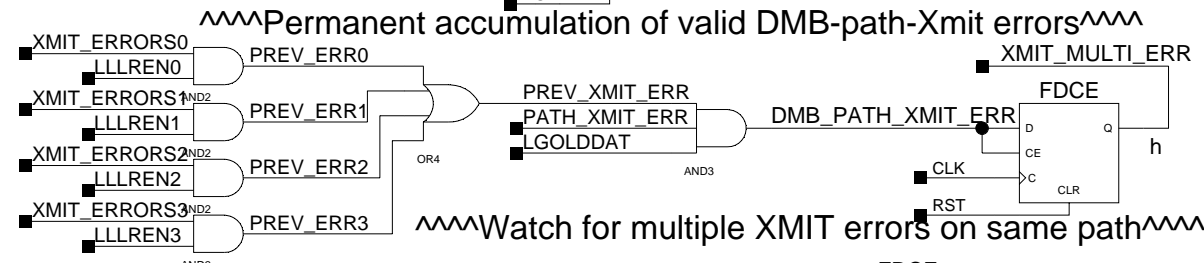 ^^^^Permanent accumulation of valid DMB-path-Xmit errors^^^^
XMIT_ERRORS0
LLLREN0
PREV_ERR0
AND2
XMIT_ERRORS1
LLLREN1
PREV_ERR1
AND2
XMIT_ERRORS2
LLLREN2
PREV_ERR2
AND2
XMIT_ERRORS3
LLLREN3
PREV_ERR3
OR4
PREV_XMIT_ERR
PATH_XMIT_ERR
LGOLDDAT
AND3
DMB_PATH_XMIT_ERR
XMIT_MULTI_ERR
FDCE
D
Q
CE
C
CLR
CLK
RST
h
^^^^Watch for multiple XMIT errors on same path^^^^